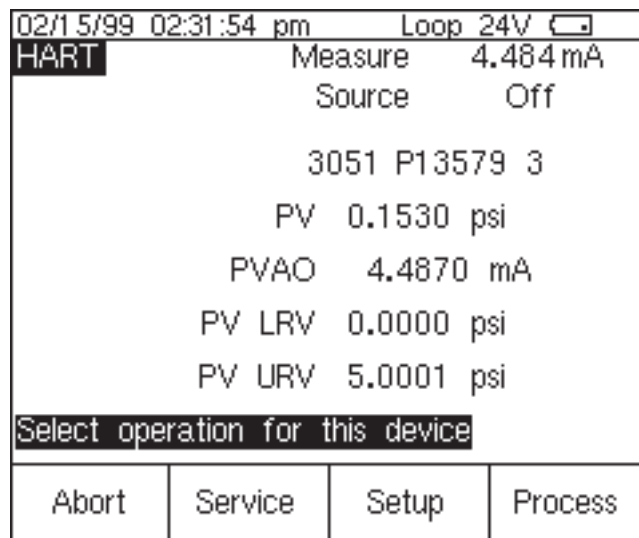 02/15/99 02:31:54 pm Loop 24V
HART Measure 4.484 mA
Source Off
3051 P13579 3
PV 0.1530 psi
PVAO 4.4870 mA
PV LRV 0.0000 psi
PV URV 5.0001 psi
Select operation for this device
Abort Service Setup Process